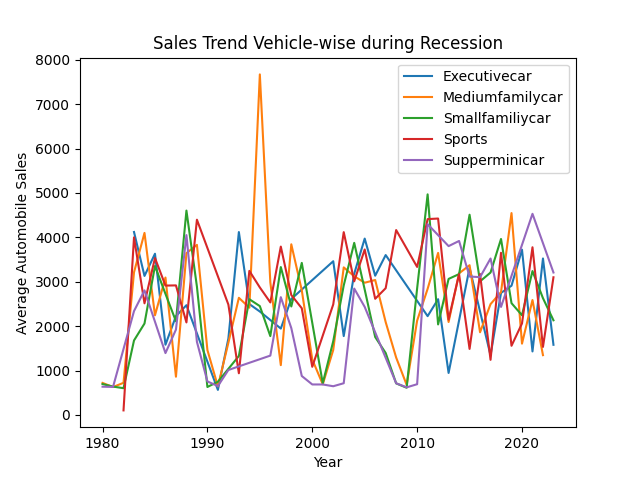 Sales Trend Vehicle-wise during Recession
8000
7000
6000
5000
4000
3000
2000
1000
0
Average Automobile Sales
Executivecar
Mediumfamilycar
Smallfamiliycar
Sports
Supperminicar
1980
1990
2000
2010
2020
Year